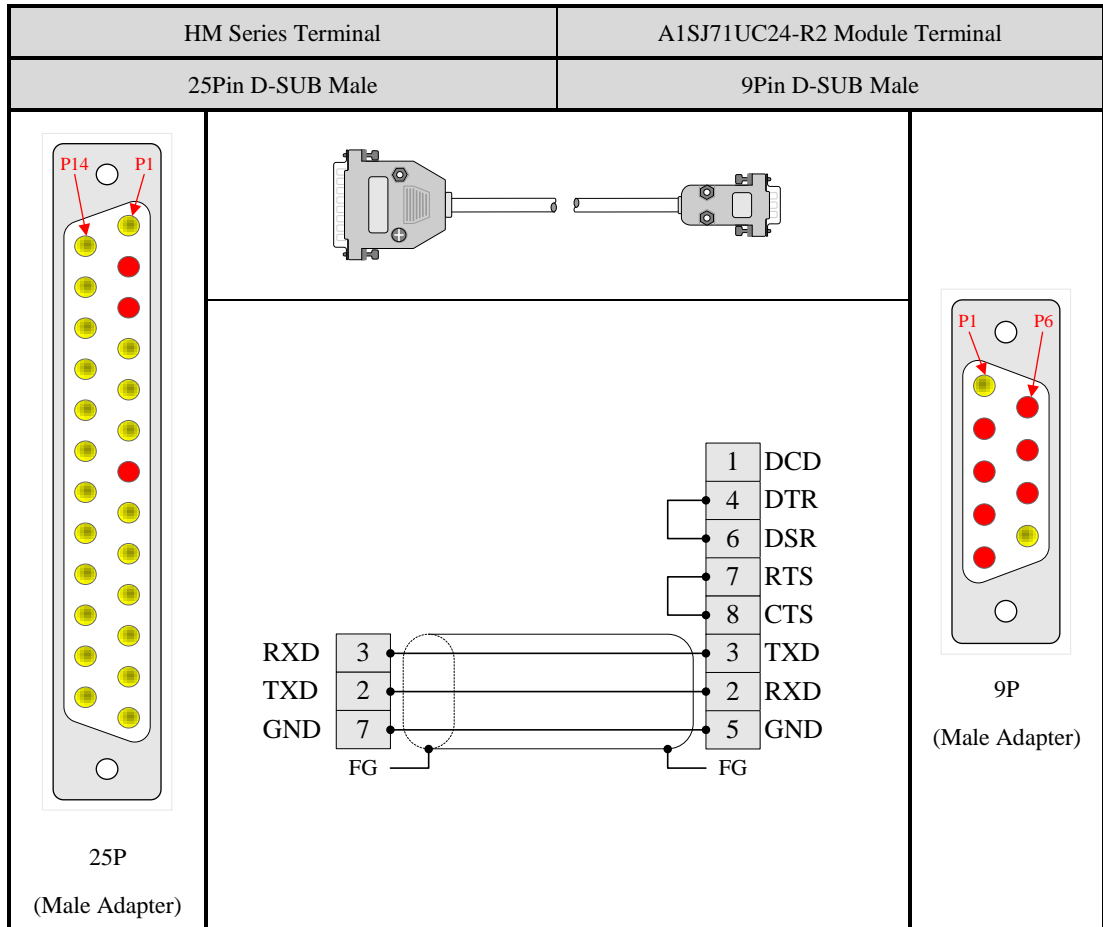 HM Series Terminal
A1SJ71UC24-R2 Module Terminal
25Pin D-SUB Male
9Pin D-SUB Male
P14 P1
25P
(Male Adapter)
1 DCD
4 DTR
6 DSR
7 RTS
8 CTS
RXD 3 3 TXD
TXD 2 2 RXD
GND 7 5 GND
FG FG
P1 P6
9P
(Male Adapter)